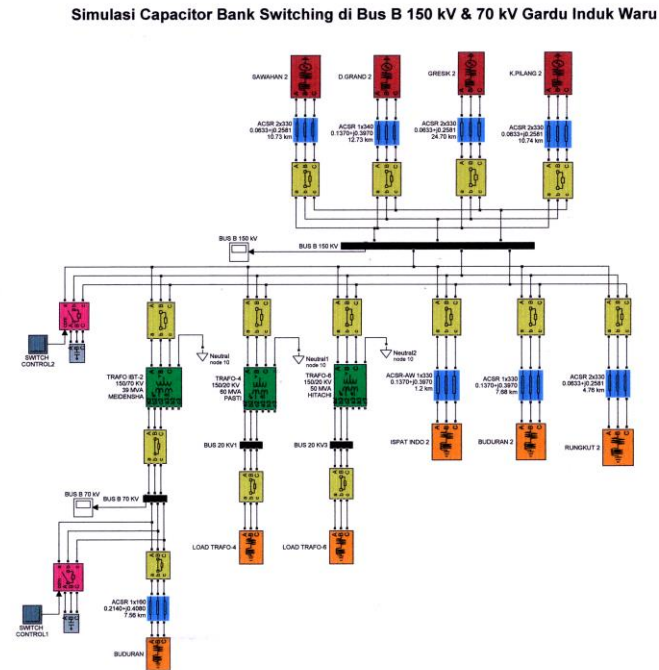 Simulasi Capacitor Bank Switching di Bus B 150 kV & 70 kV Gardu Induk Waru
SAWAHAN 2
D.GRAND 2
GRESIK 2
K.PILANG 2
ACSR 2x330
0.0633+j0.2581
10.73 km
ACSR 1x340
0.1370+j0.3970
12.73 km
ACSR 2x330
0.0633+j0.2581
24.70 km
ACSR 2x330
0.0633+j0.2581
10.74 km
BUS B 150 kV
BUS B 150 KV
SWITCH
CONTROL2
Neutral
node 10
Neutral1
node 10
Neutral2
node 10
TRAFO IBT-2
150/70 KV
39 MVA
MEIDENSHA
TRAFO-4
150/20 KV
60 MVA
PASTI
TRAFO-6
150/20 KV
50 MVA
HITACHI
ACSR-AW 1x330
0.1370+j0.3970
1.2 km
ACSR 1x330
0.1370+j0.3970
7.68 km
ACSR 2x330
0.0633+j0.2581
4.76 km
BUS 20 KV1
BUS 20 KV3
ISPAT INDO 2
BUDURAN 2
RUNGKUT 2
BUS B 70 kV
BUS B 70 KV
LOAD TRAFO-4
LOAD TRAFO-6
SWITCH
CONTROL1
ACSR 1x160
0.2140+j0.4080
7.56 km
BUDURAN